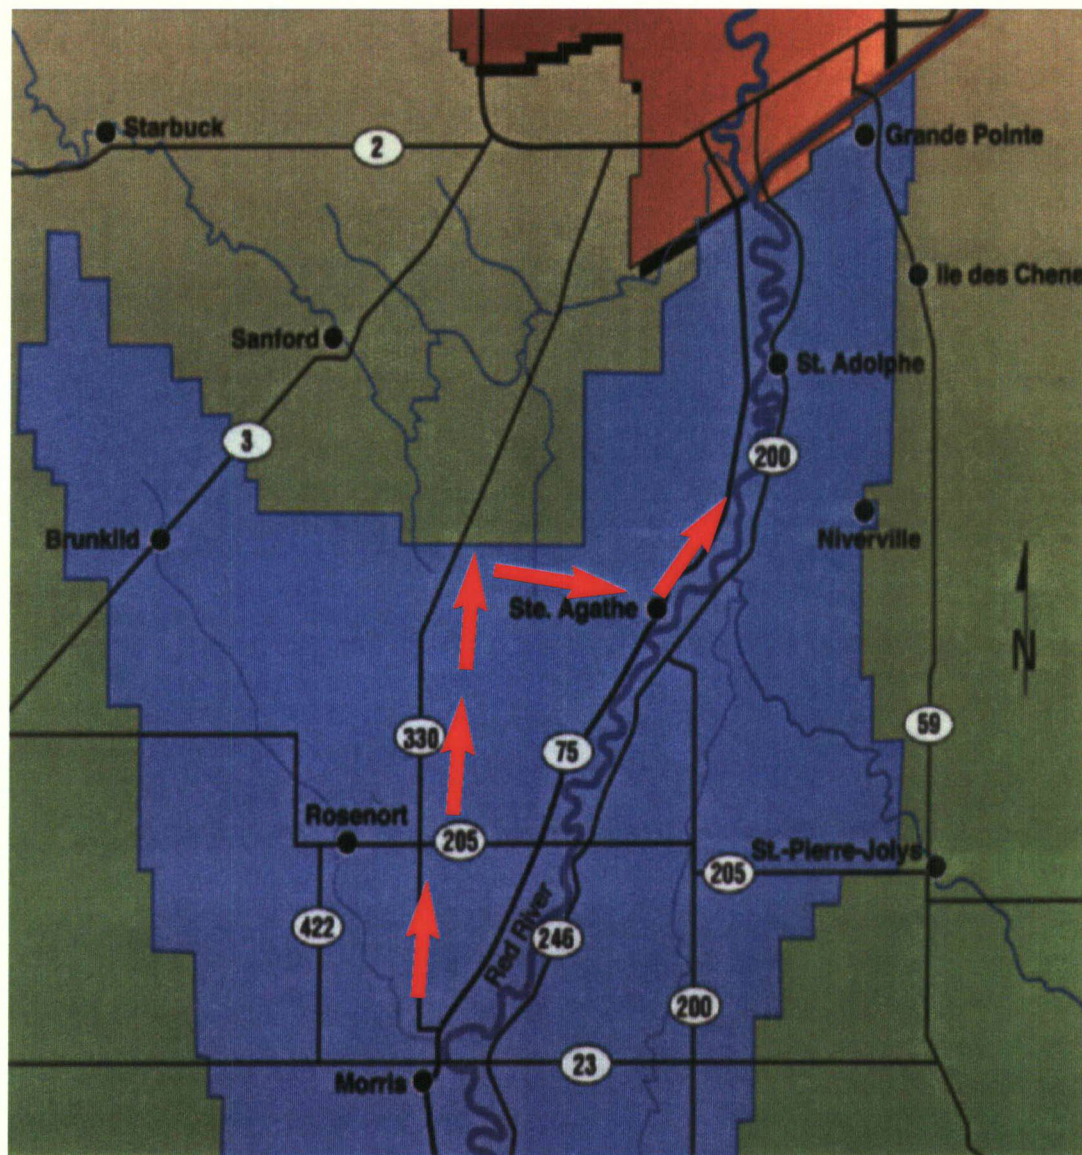 Starbuck
2
Grande Pointe
Ile des Chene
Sanford
St. Adolphe
3
200
Brunkild
Niverville
Ste. Agathe
N
330
75
59
Rosenort
205
St.-Pierre-Jolys
205
422
Red River
246
200
23
Morris